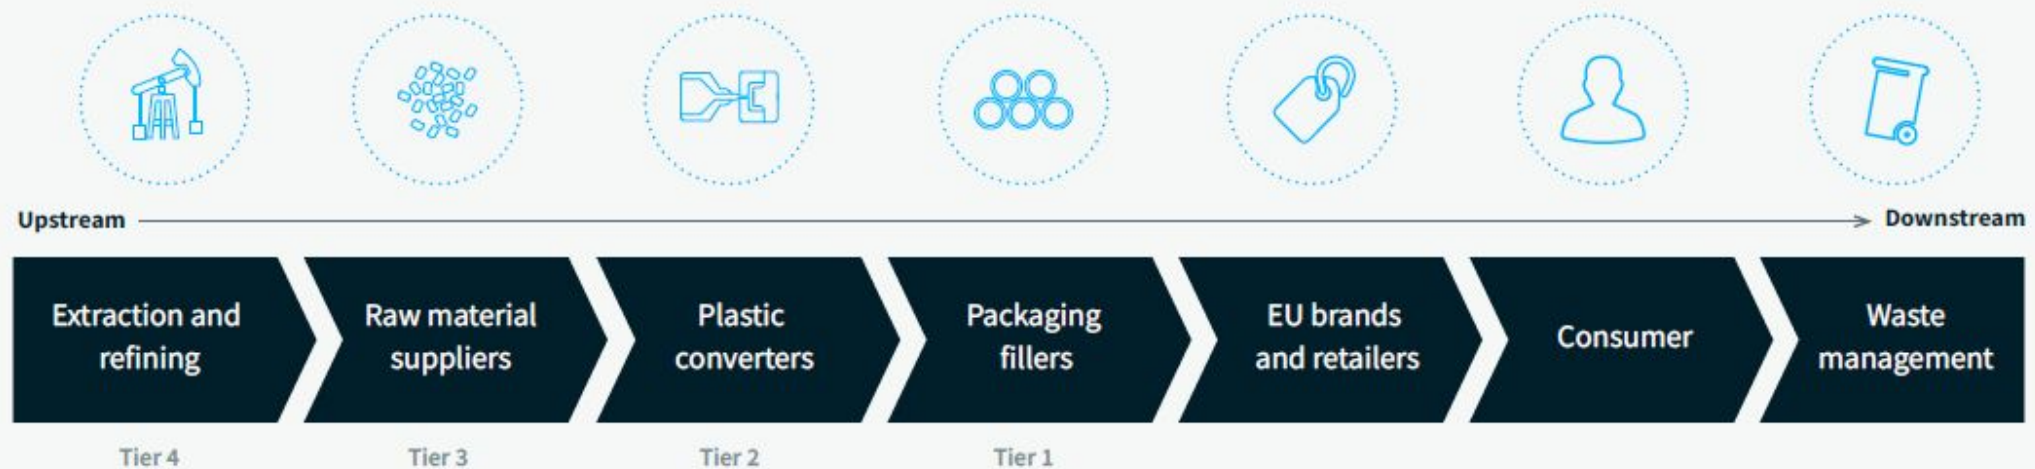 Upstream
Downstream
Extraction and
refining
Raw material
suppliers
Plastic
converters
Packaging
fillers
EU brands
and retailers
Consumer
Waste
management
Tier 4
Tier 3
Tier 2
Tier 1